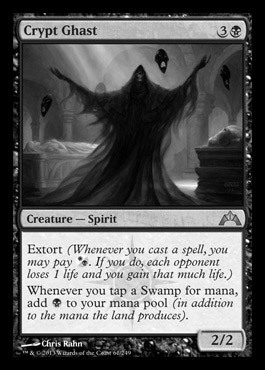 Crypt Ghast 3
Creature — Spirit
Extort (Whenever you cast a spell, you
may pay . If you do, each opponent
loses 1 life and you gain that much life.)
Whenever you tap a Swamp for mana,
add to your mana pool (in addition
to the mana the land produces).
2/2
Chris Rahn
™ & © 2013 Wizards of the Coast 61/249